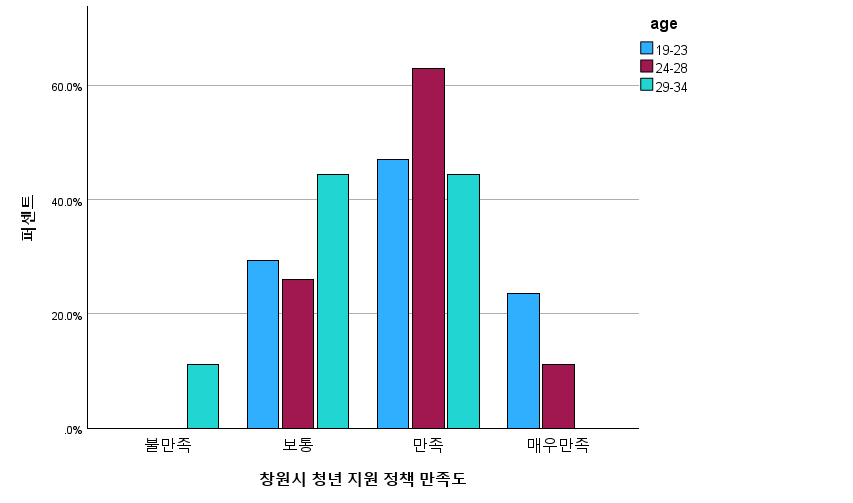 age
19-23
24-28
29-34
60.0%
40.0%
20.0%
.0%
퍼센트
불만족 보통 만족 매우만족
창원시 청년 지원 정책 만족도